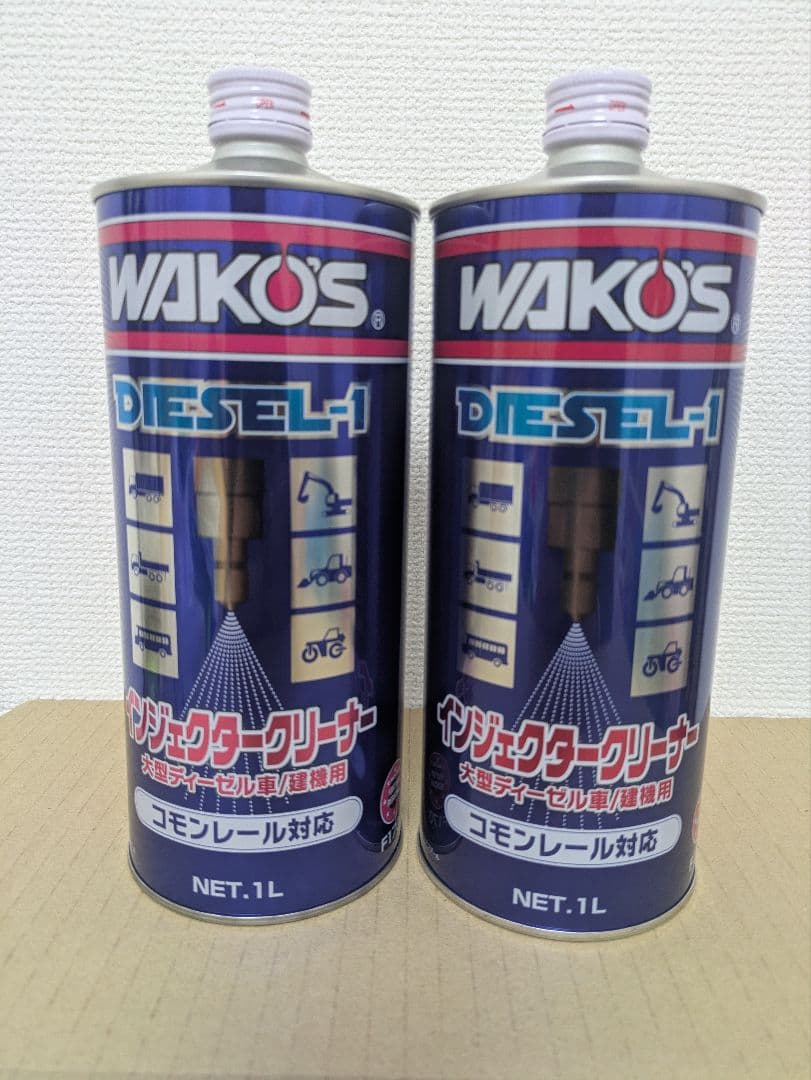 WAKO'S®
DIESEL-1
インジェクタークリーナー
大型ディーゼル車/建機用
コモンレール対応
NET.1L
WAKO'S®
DIESEL-1
インジェクタークリーナー
大型ディーゼル車/建機用
コモンレール対応
NET.1L